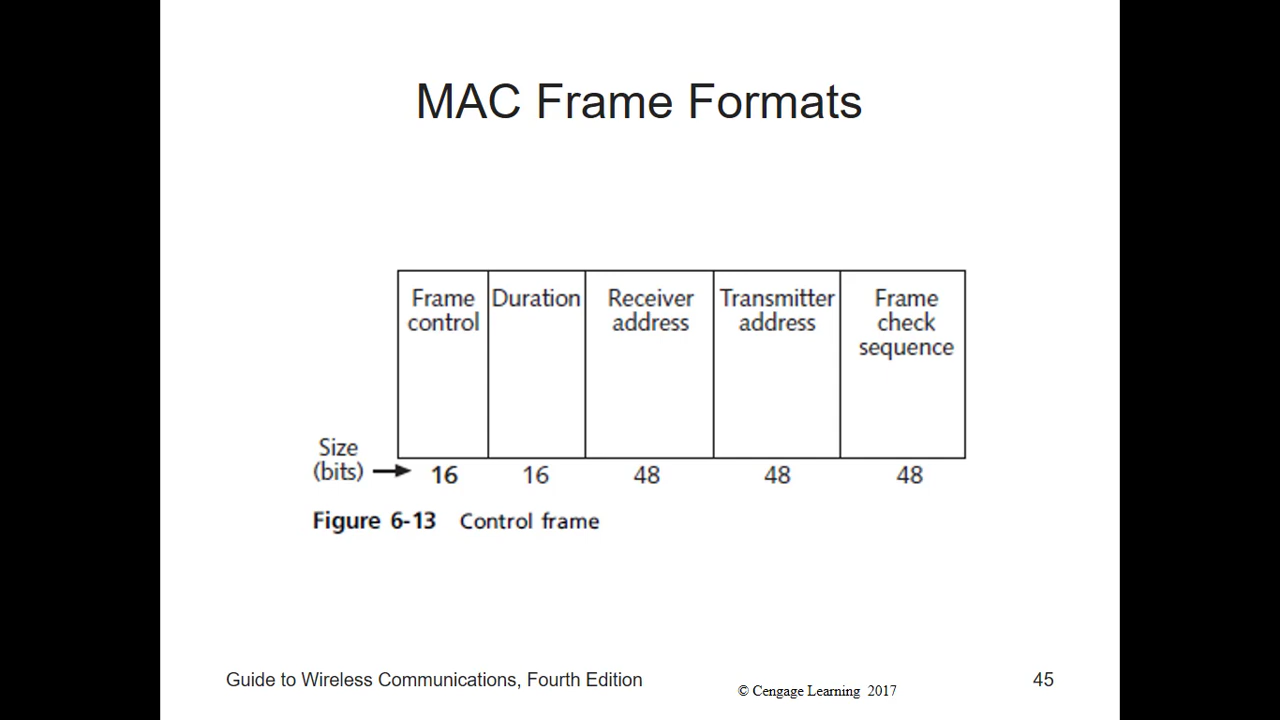 MAC Frame Formats
Frame control
Duration
Receiver address
Transmitter address
Frame check sequence
Size (bits)
16 16 48 48 48
Figure 6-13 Control frame
Guide to Wireless Communications, Fourth Edition
© Cengage Learning 2017
45